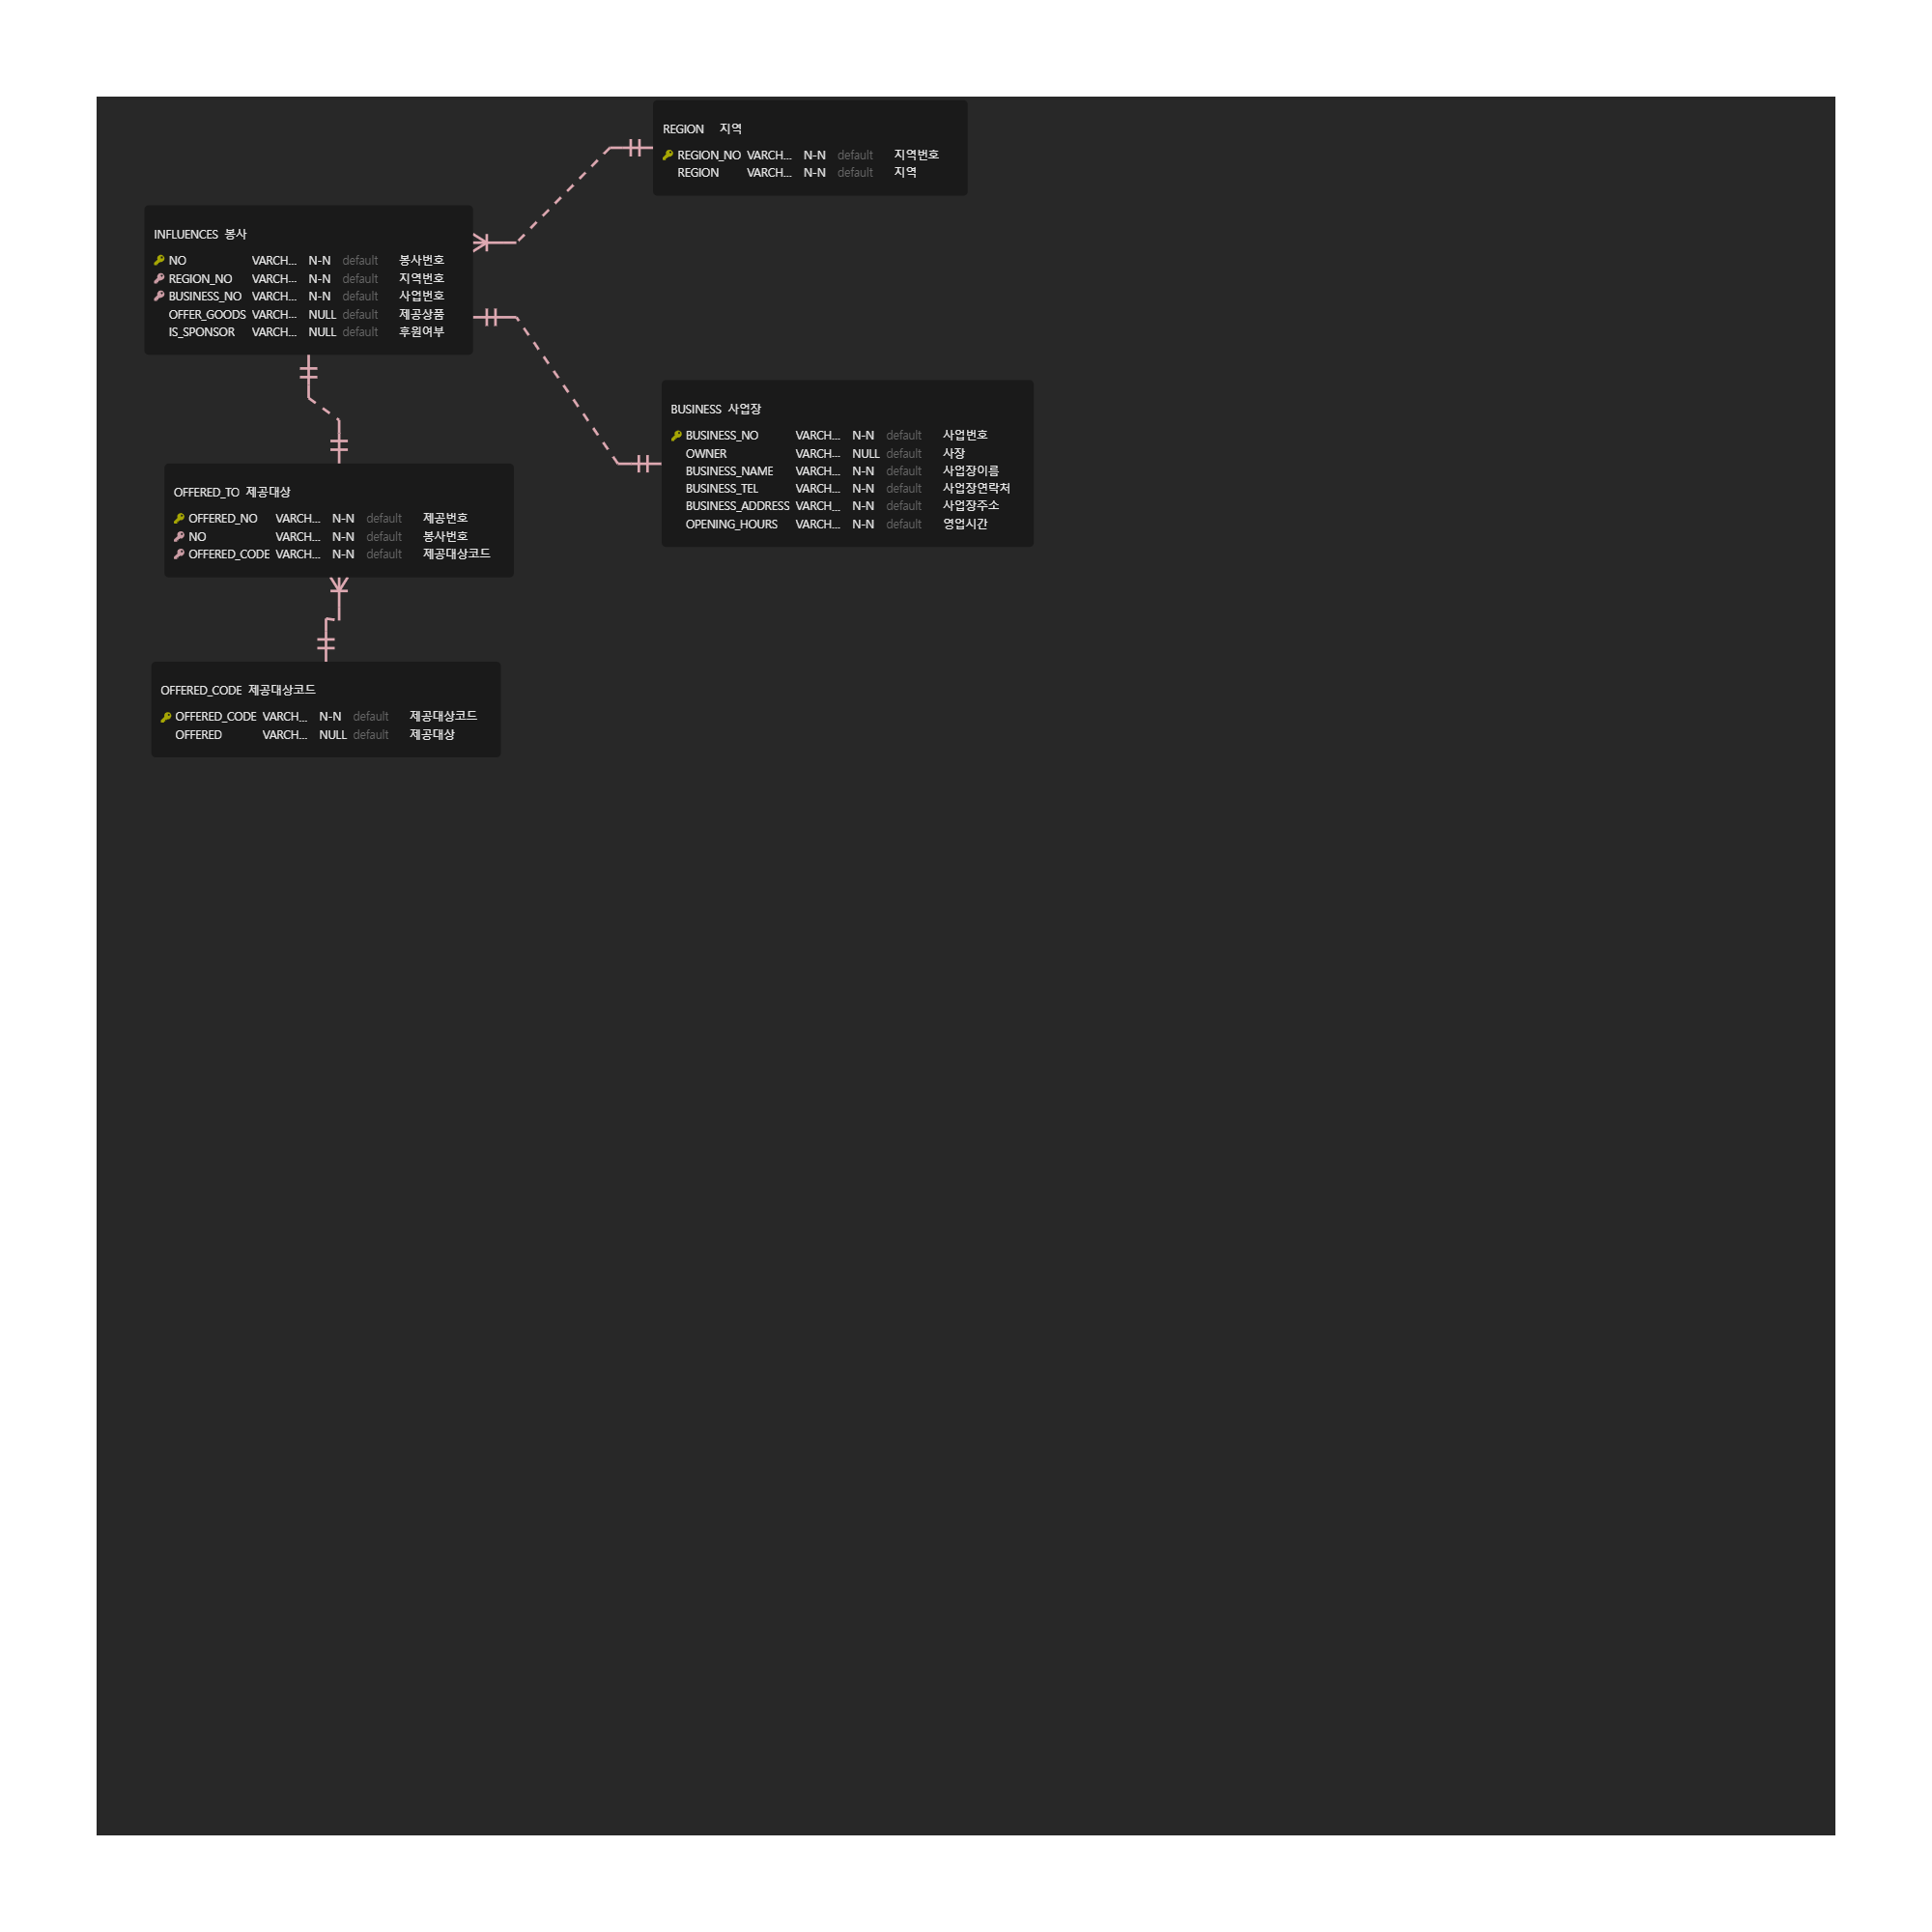 REGION 지역
REGION_NO VARCH... N-N default 지역번호
REGION VARCH... N-N default 지역
INFLUENCES 봉사
NO VARCH... N-N default 봉사번호
REGION_NO VARCH... N-N default 지역번호
BUSINESS_NO VARCH... N-N default 사업번호
OFFER_GOODS VARCH... NULL default 제공상품
IS_SPONSOR VARCH... NULL default 후원여부
BUSINESS 사업장
BUSINESS_NO VARCH... N-N default 사업번호
OWNER VARCH... NULL default 사장
BUSINESS_NAME VARCH... N-N default 사업장이름
BUSINESS_TEL VARCH... N-N default 사업장연락처
BUSINESS_ADDRESS VARCH... N-N default 사업장주소
OPENING_HOURS VARCH... N-N default 영업시간
OFFERED_TO 제공대상
OFFERED_NO VARCH... N-N default 제공번호
NO VARCH... N-N default 봉사번호
OFFERED_CODE VARCH... N-N default 제공대상코드
OFFERED_CODE 제공대상코드
OFFERED_CODE VARCH... N-N default 제공대상코드
OFFERED VARCH... NULL default 제공대상